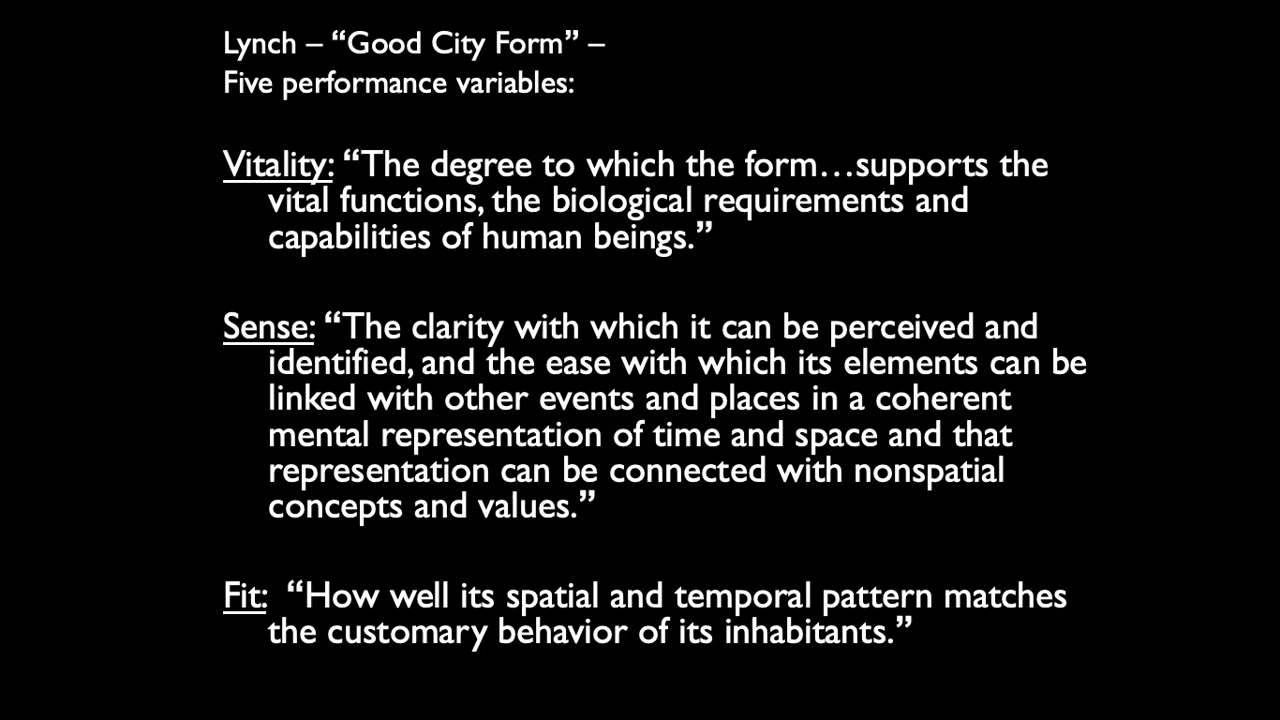 Lynch – “Good City Form” –
Five performance variables:
Vitality: “The degree to which the form…supports the
vital functions, the biological requirements and
capabilities of human beings.”
Sense: “The clarity with which it can be perceived and
identified, and the ease with which its elements can be
linked with other events and places in a coherent
mental representation of time and space and that
representation can be connected with nonspatial
concepts and values.”
Fit: “How well its spatial and temporal pattern matches
the customary behavior of its inhabitants.”